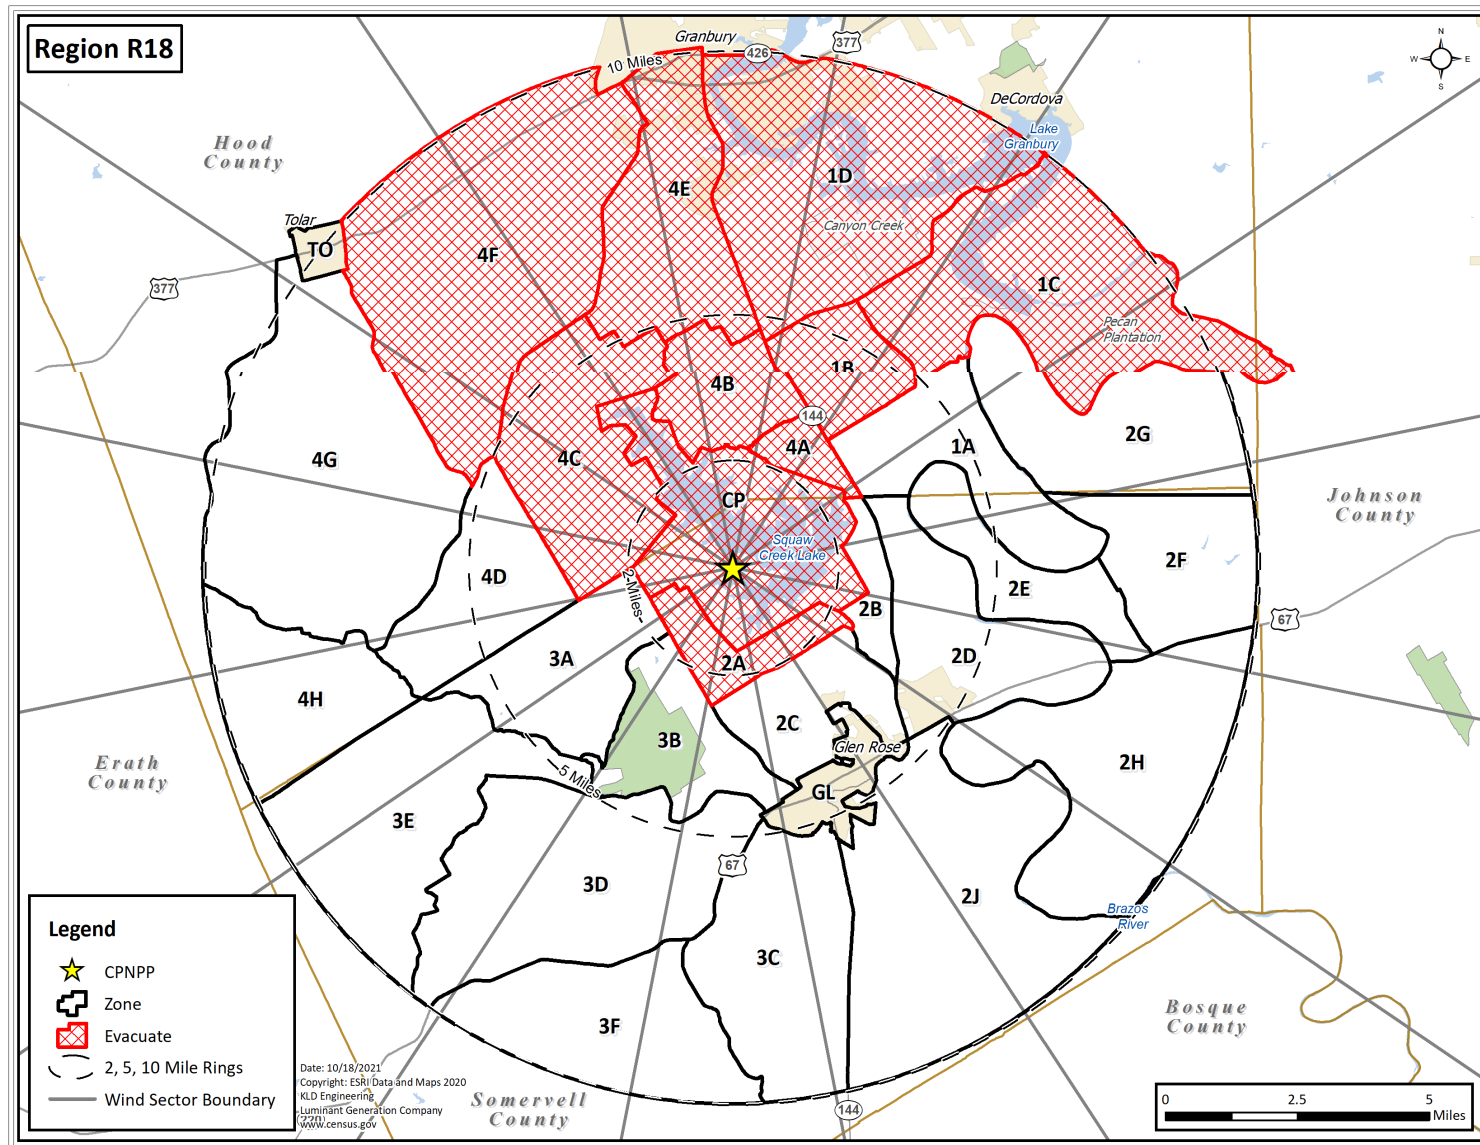 Region R18
Granbury
426
377
10 Miles
N
W
E
S
DeCordova
Lake
Granbury
Hood
County
4E
1D
Tolar
TO
Canyon Creek
4F
377
1C
Pecan
Plantation
1B
4B
144
4A
1A
2G
4G
4C
CP
Johnson
County
Squaw
Creek Lake
2F
4D
2-Miles
2E
2B
67
3A
2A
2D
4H
2C
3B
Glen Rose
2H
Erath
County
5 Miles
GL
3E
67
3D
2J
Brazos
River
3C
Bosque
County
3F
Legend
CPNPP
Zone
Evacuate
2, 5, 10 Mile Rings
Wind Sector Boundary
Date: 10/18/2021
Copyright: ESRI Data and Maps 2020
KLD Engineering
Luminant Generation Company
www.census.gov
220
Somervell
County
144
0
2.5
5
Miles